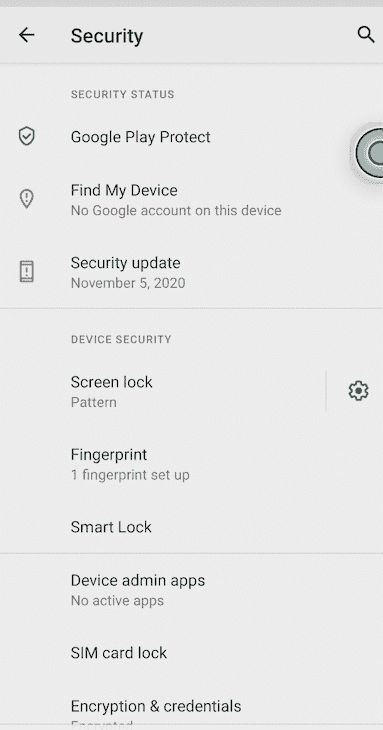 Security
SECURITY STATUS
Google Play Protect
Find My Device
No Google account on this device
Security update
November 5, 2020
DEVICE SECURITY
Screen lock
Pattern
Fingerprint
1 fingerprint set up
Smart Lock
Device admin apps
No active apps
SIM card lock
Encryption & credentials
Encrypted